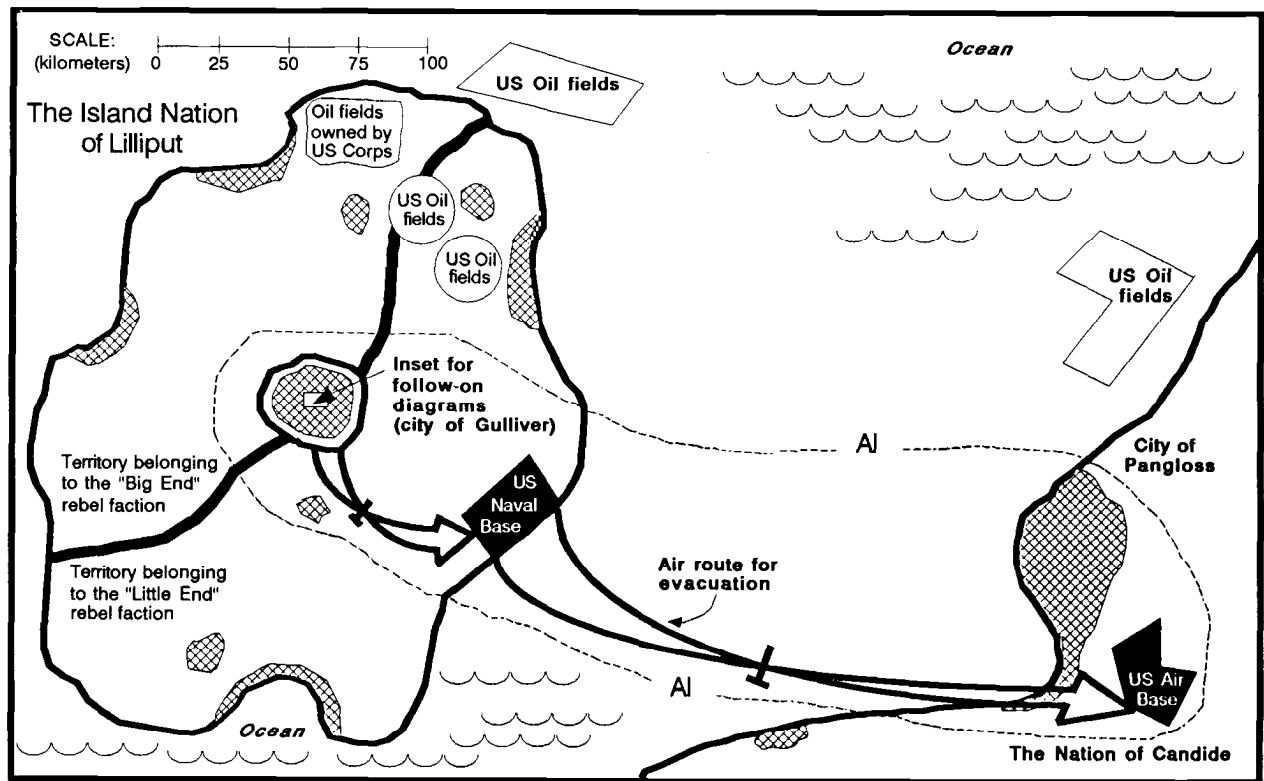 SCALE:
(kilometers) 0 25 50 75 100
The Island Nation
of Lilliput
Oil fields
owned by
US Corps
US Oil fields
Ocean
US Oil
fields
US Oil
fields
US Oil
fields
Inset for
follow-on
diagrams
(city of Gulliver)
AI
City of
Pangloss
Territory belonging
to the "Big End"
rebel faction
US
Naval
Base
Territory belonging
to the "Little End"
rebel faction
Air route for
evacuation
AI
US Air
Base
Ocean
The Nation of Candide